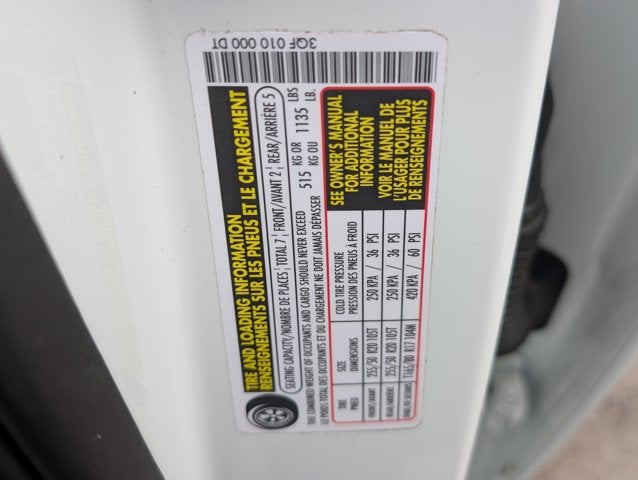 3QF 010 000 DT
TIRE AND LOADING INFORMATION
RENSEIGNEMENTS SUR LES PNEUS ET LE CHARGEMENT
SEATING CAPACITY/NOMBRE DE PLACES TOTAL 7 FRONT/AVANT 2 REAR/ARRIÈRE 5
THE COMBINED WEIGHT OF OCCUPANTS AND CARGO SHOULD NEVER EXCEED 515 KG OR 1135 LBS
LE POIDS TOTAL DES OCCUPANTS ET DU CHARGEMENT NE DOIT JAMAIS DÉPASSER KG OU LB.
TIRE SIZE COLD TIRE PRESSURE
PNEU DIMENSIONS PRESSION DES PNEUS À FROID
FRONT/AVANT 255/50 R20 105T 250 KPA / 36 PSI
REAR/ARRIÈRE 255/50 R20 105T 250 KPA / 36 PSI
T165/80 R17 104M 420 KPA / 60 PSI
SEE OWNER'S MANUAL
FOR ADDITIONAL
INFORMATION
VOIR LE MANUEL DE
L'USAGER POUR PLUS
DE RENSEIGNEMENTS